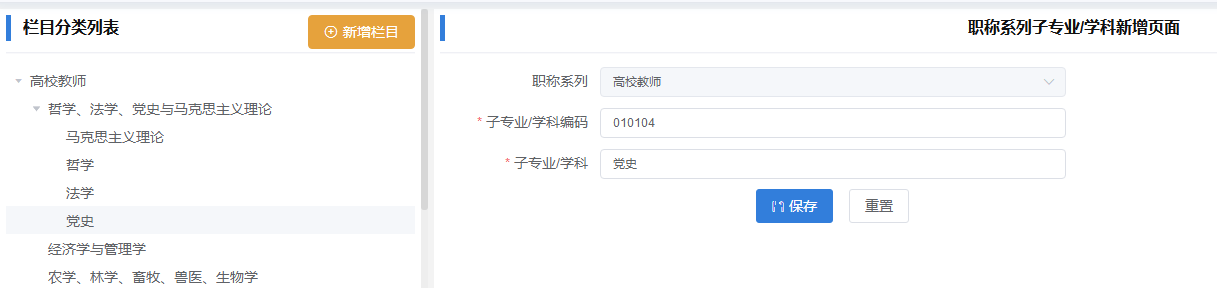 栏目分类列表
新增栏目
高校教师
哲学、法学、党史与马克思主义理论
马克思主义理论
哲学
法学
党史
经济学与管理学
农学、林学、畜牧、兽医、生物学
职称系列子专业/学科新增页面
职称系列 高校教师
* 子专业/学科编码 010104
* 子专业/学科 党史
保存 重置